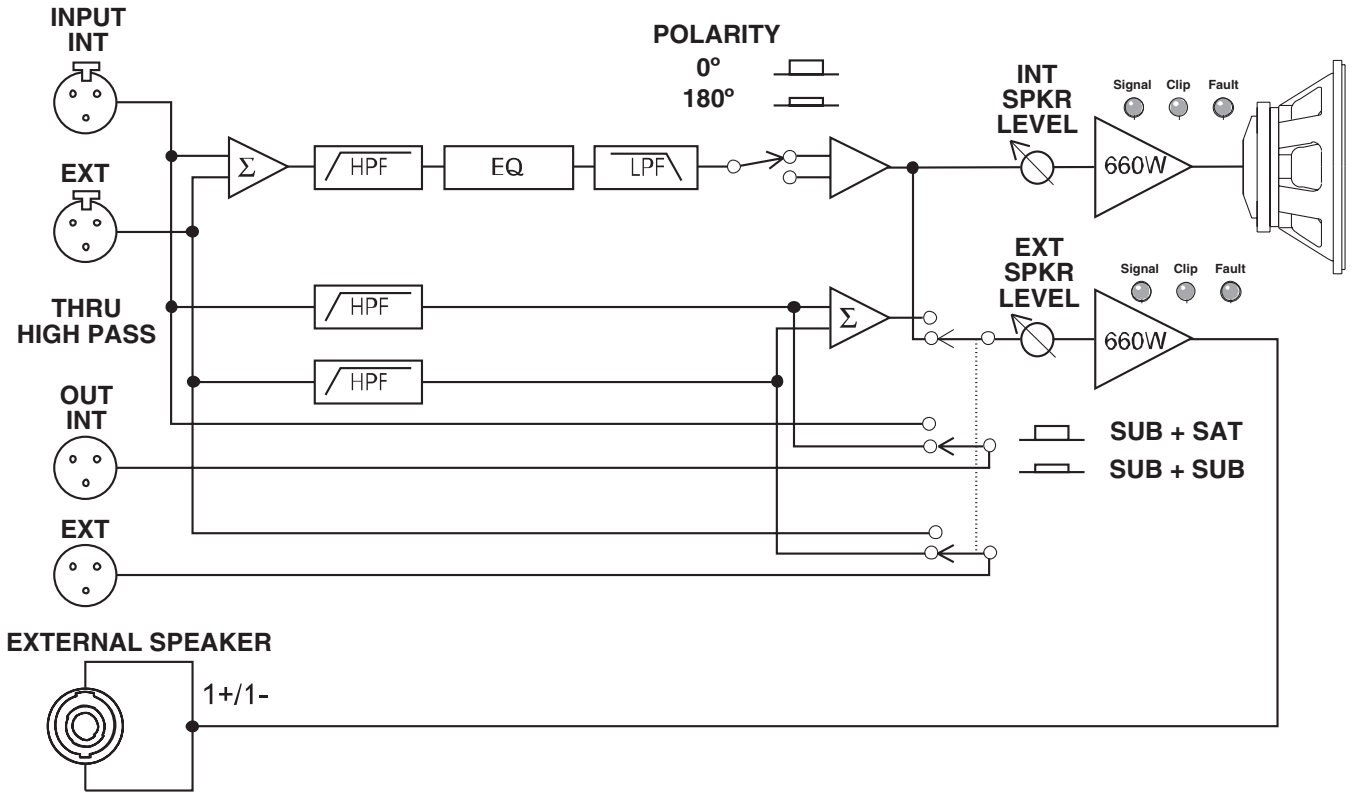 INPUT
INT
POLARITY
0º
180º
INT
SPKR
LEVEL
Signal Clip Fault
EXT
Σ
HPF
EQ
LPF
660W
THRU
HIGH PASS
HPF
HPF
Σ
EXT
SPKR
LEVEL
Signal Clip Fault
660W
OUT
INT
SUB + SAT
SUB + SUB
EXT
EXTERNAL SPEAKER
1+/1-